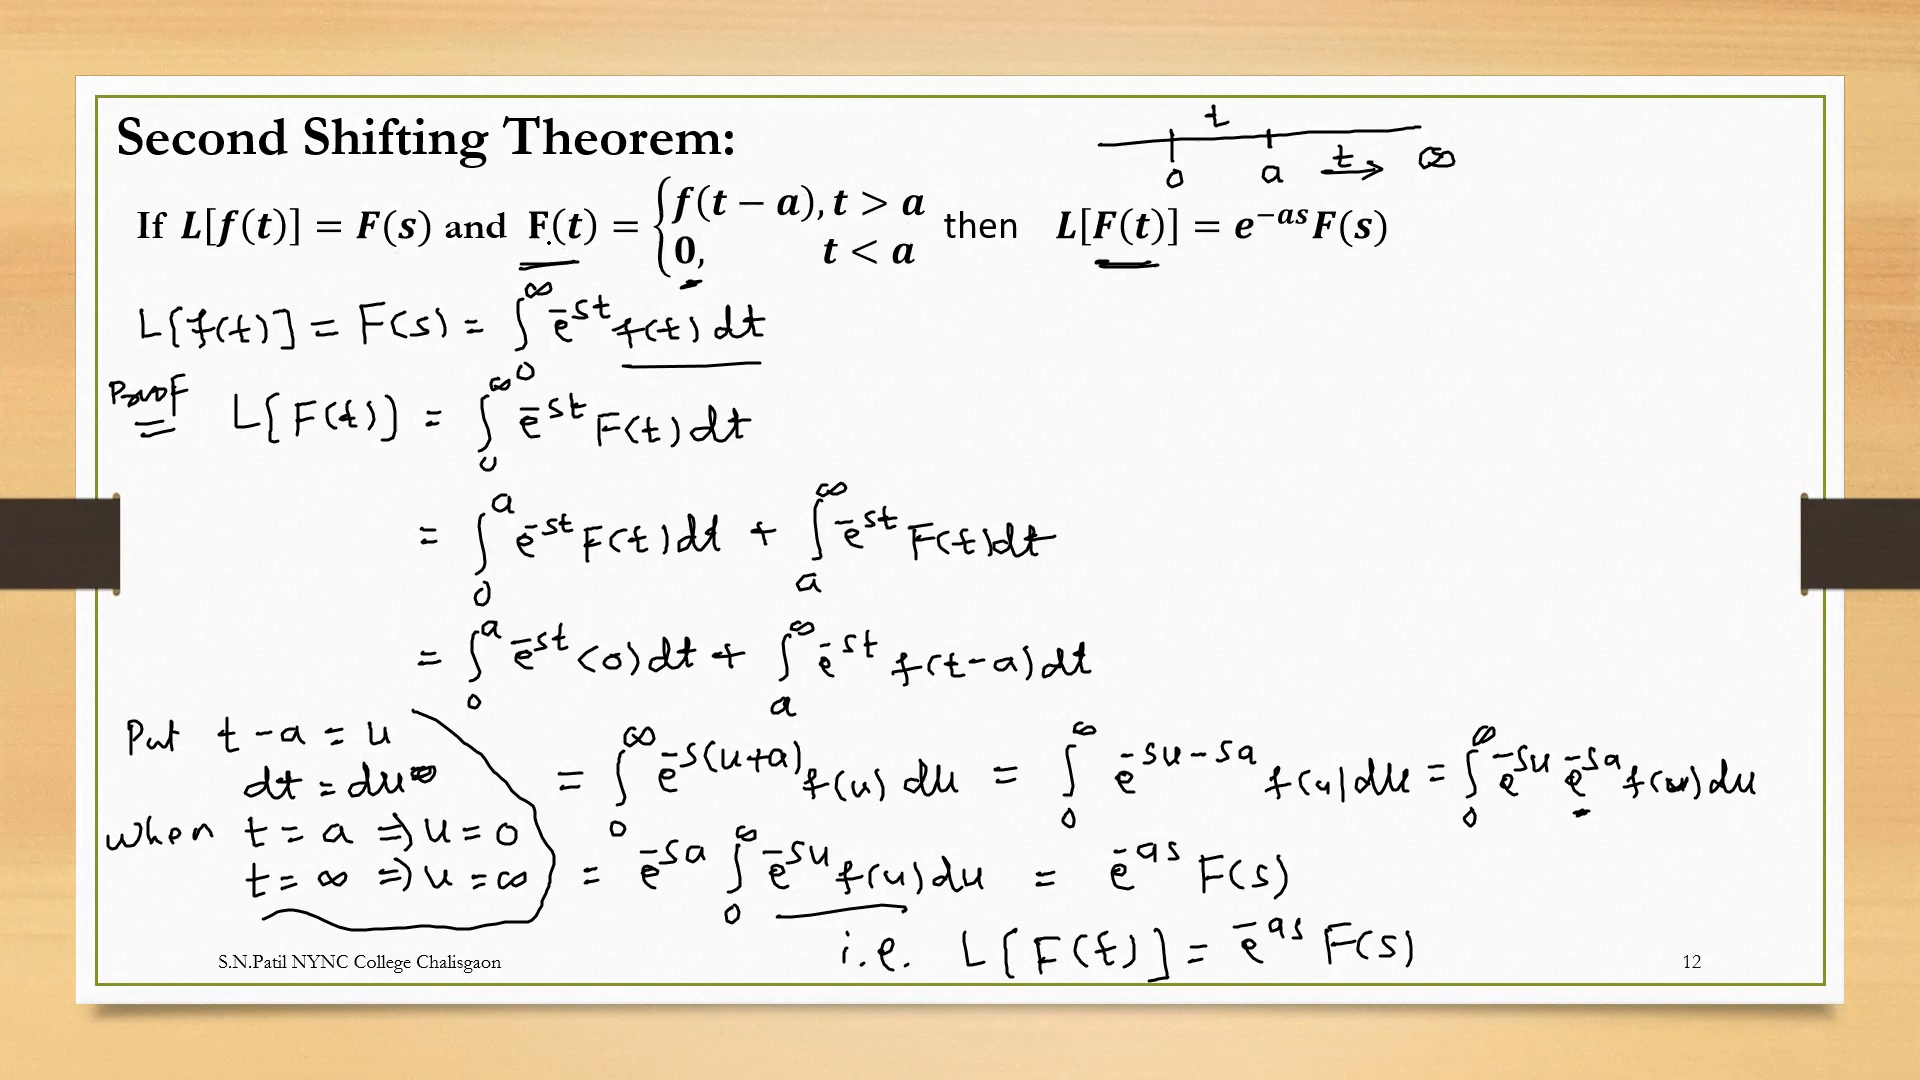 Second Shifting Theorem:
t
0 a t → ∞
If L[f(t)] = F(s) and F(t) = {f(t − a), t > a
0, t < a then L[F(t)] = e^{−as}F(s)
L[f(t)] = F(s) = ∫_0^∞ e^{-st} f(t) dt
Proof L[F(t)] = ∫_0^∞ e^{-st} F(t) dt
= ∫_0^a e^{-st} F(t) dt + ∫_a^∞ e^{-st} F(t) dt
= ∫_0^a e^{-st} (0) dt + ∫_a^∞ e^{-st} f(t-a) dt
Put t - a = u
dt = du
when t = a ⇒ u = 0
t = ∞ ⇒ u = ∞
= ∫_0^∞ e^{-s(u+a)} f(u) du = ∫_0^∞ e^{-su-sa} f(u) du = ∫_0^∞ e^{-su} e^{-sa} f(u) du
= e^{-sa} ∫_0^∞ e^{-su} f(u) du = e^{-as} F(s)
i.e. L[F(t)] = e^{-as} F(s)
S.N.Patil NYNC College Chalisgaon
12